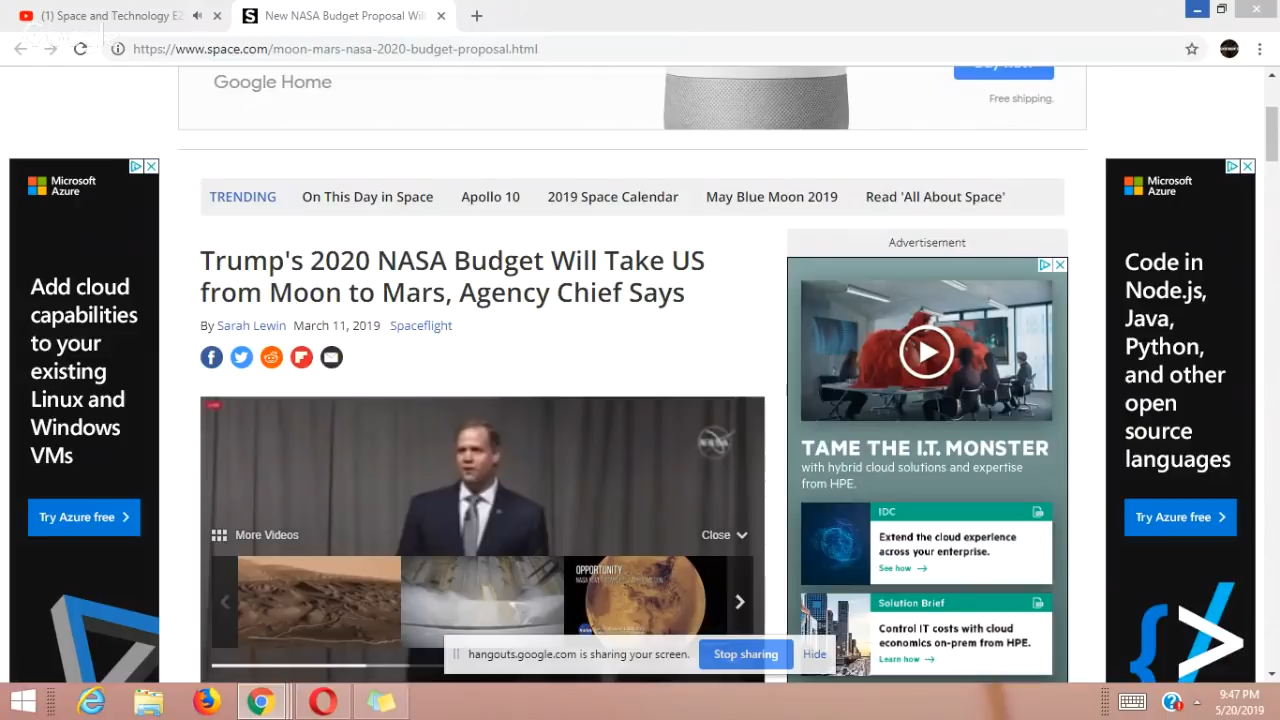 (1) Space and Technology E2
New NASA Budget Proposal Wil
https://www.space.com/moon-mars-nasa-2020-budget-proposal.html
Google Home
Free shipping.
Microsoft
Azure
Add cloud
capabilities
to your
existing
Linux and
Windows
VMs
Try Azure free
TRENDING On This Day in Space Apollo 10 2019 Space Calendar May Blue Moon 2019 Read 'All About Space'
Trump's 2020 NASA Budget Will Take US
from Moon to Mars, Agency Chief Says
By Sarah Lewin March 11, 2019 Spaceflight
LIVE
NASA
More Videos
Close
OPPORTUNITY
Advertisement
TAME THE I.T. MONSTER
with hybrid cloud solutions and expertise
from HPE.
IDC
Extend the cloud experience
across your enterprise.
See how
Solution Brief
Control IT costs with cloud
economics on-prem from HPE.
Learn how
Microsoft
Azure
Code in
Node.js,
Java,
Python,
and other
open
source
languages
Try Azure free
hangouts.google.com is sharing your screen.
Stop sharing
Hide
9:47 PM
5/20/2019